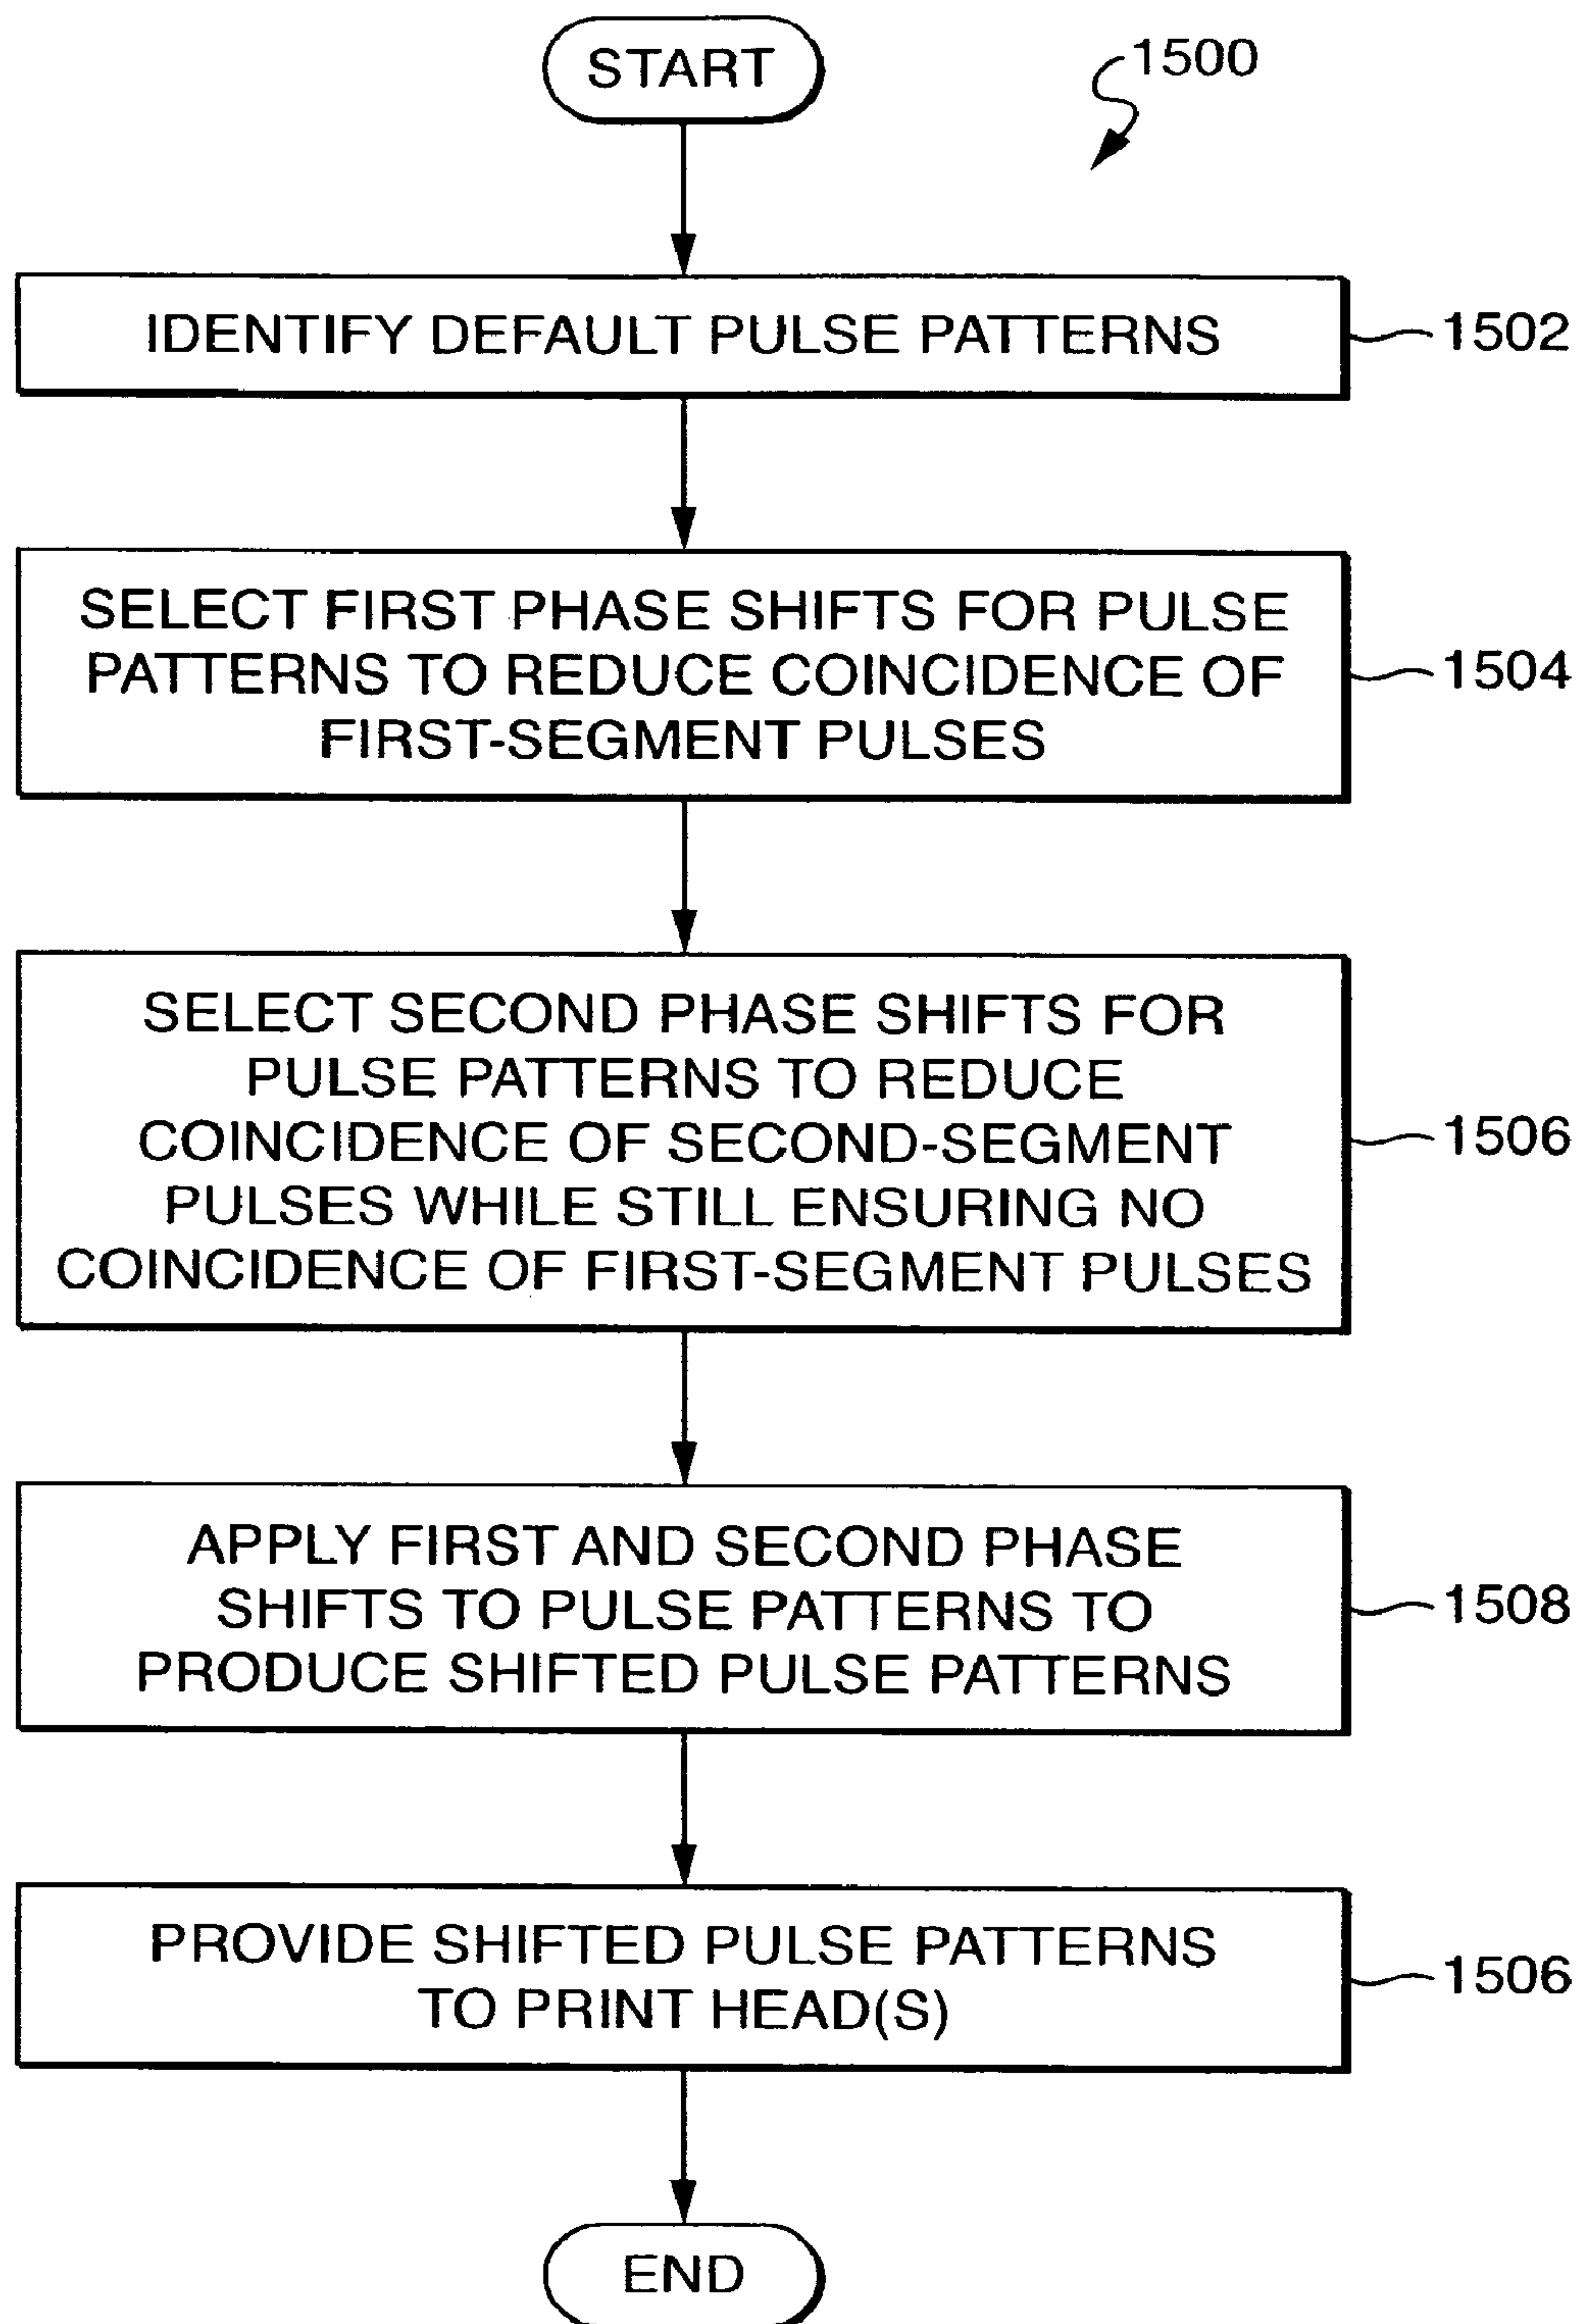 START
1500
IDENTIFY DEFAULT PULSE PATTERNS
1502
SELECT FIRST PHASE SHIFTS FOR PULSE
PATTERNS TO REDUCE COINCIDENCE OF
FIRST-SEGMENT PULSES
1504
SELECT SECOND PHASE SHIFTS FOR
PULSE PATTERNS TO REDUCE
COINCIDENCE OF SECOND-SEGMENT
PULSES WHILE STILL ENSURING NO
COINCIDENCE OF FIRST-SEGMENT PULSES
1506
APPLY FIRST AND SECOND PHASE
SHIFTS TO PULSE PATTERNS TO
PRODUCE SHIFTED PULSE PATTERNS
1508
PROVIDE SHIFTED PULSE PATTERNS
TO PRINT HEAD(S)
1506
END